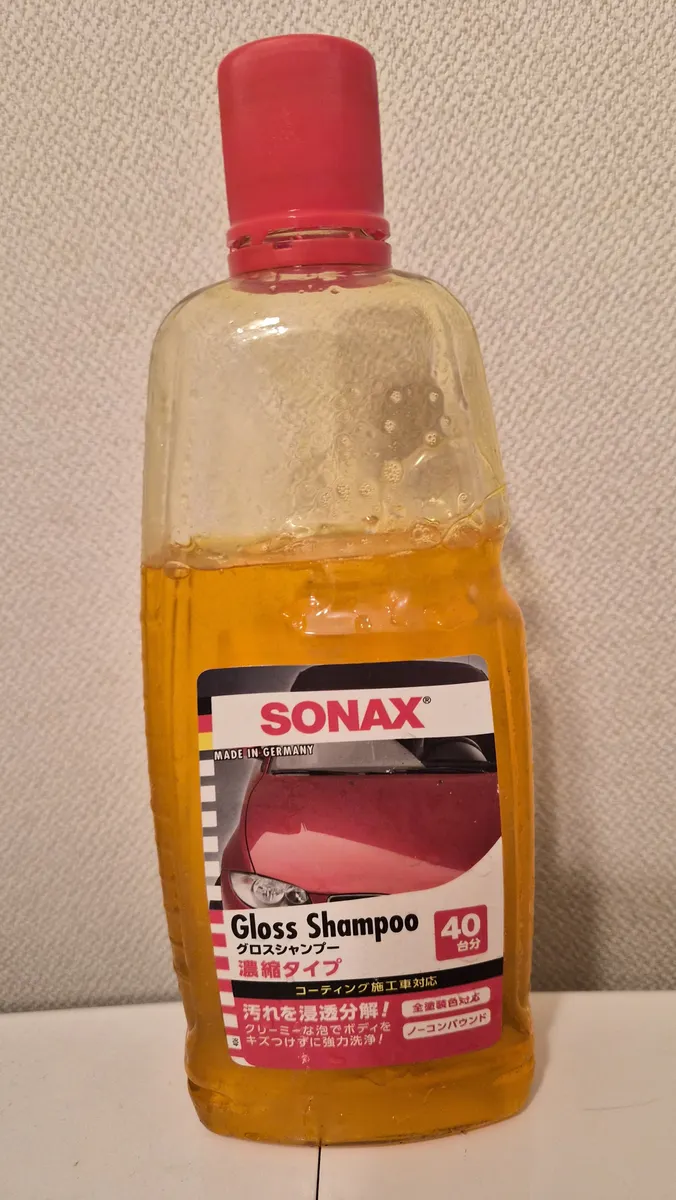 SONAX®
MADE IN GERMANY
Gloss Shampoo
グロスシャンプー
濃縮タイプ
40
台分
コーティング施工車対応
汚れを浸透分解!
クリーミーな泡でボディを
キズつけずに強力洗浄!
全塗装色対応
ノーコンパウンド